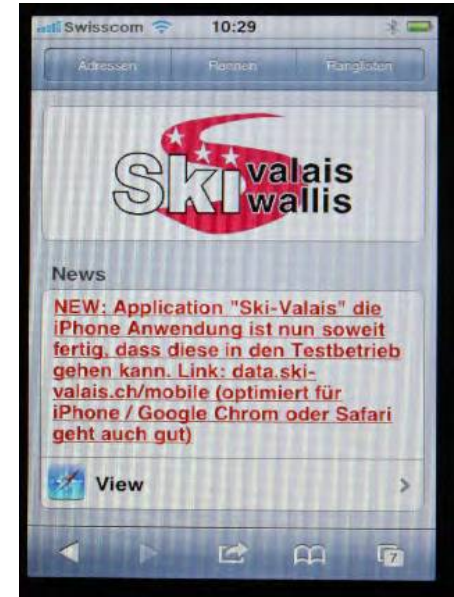 Swisscom 10:29
Adressen Rennen Ranglisten
Ski valais
wallis
News
NEW: Application "Ski-Valais" die
iPhone Anwendung ist nun soweit
fertig, dass diese in den Testbetrieb
gehen kann. Link: data.ski-
valais.ch/mobile (optimiert für
iPhone / Google Chrom oder Safari
geht auch gut)
View
7